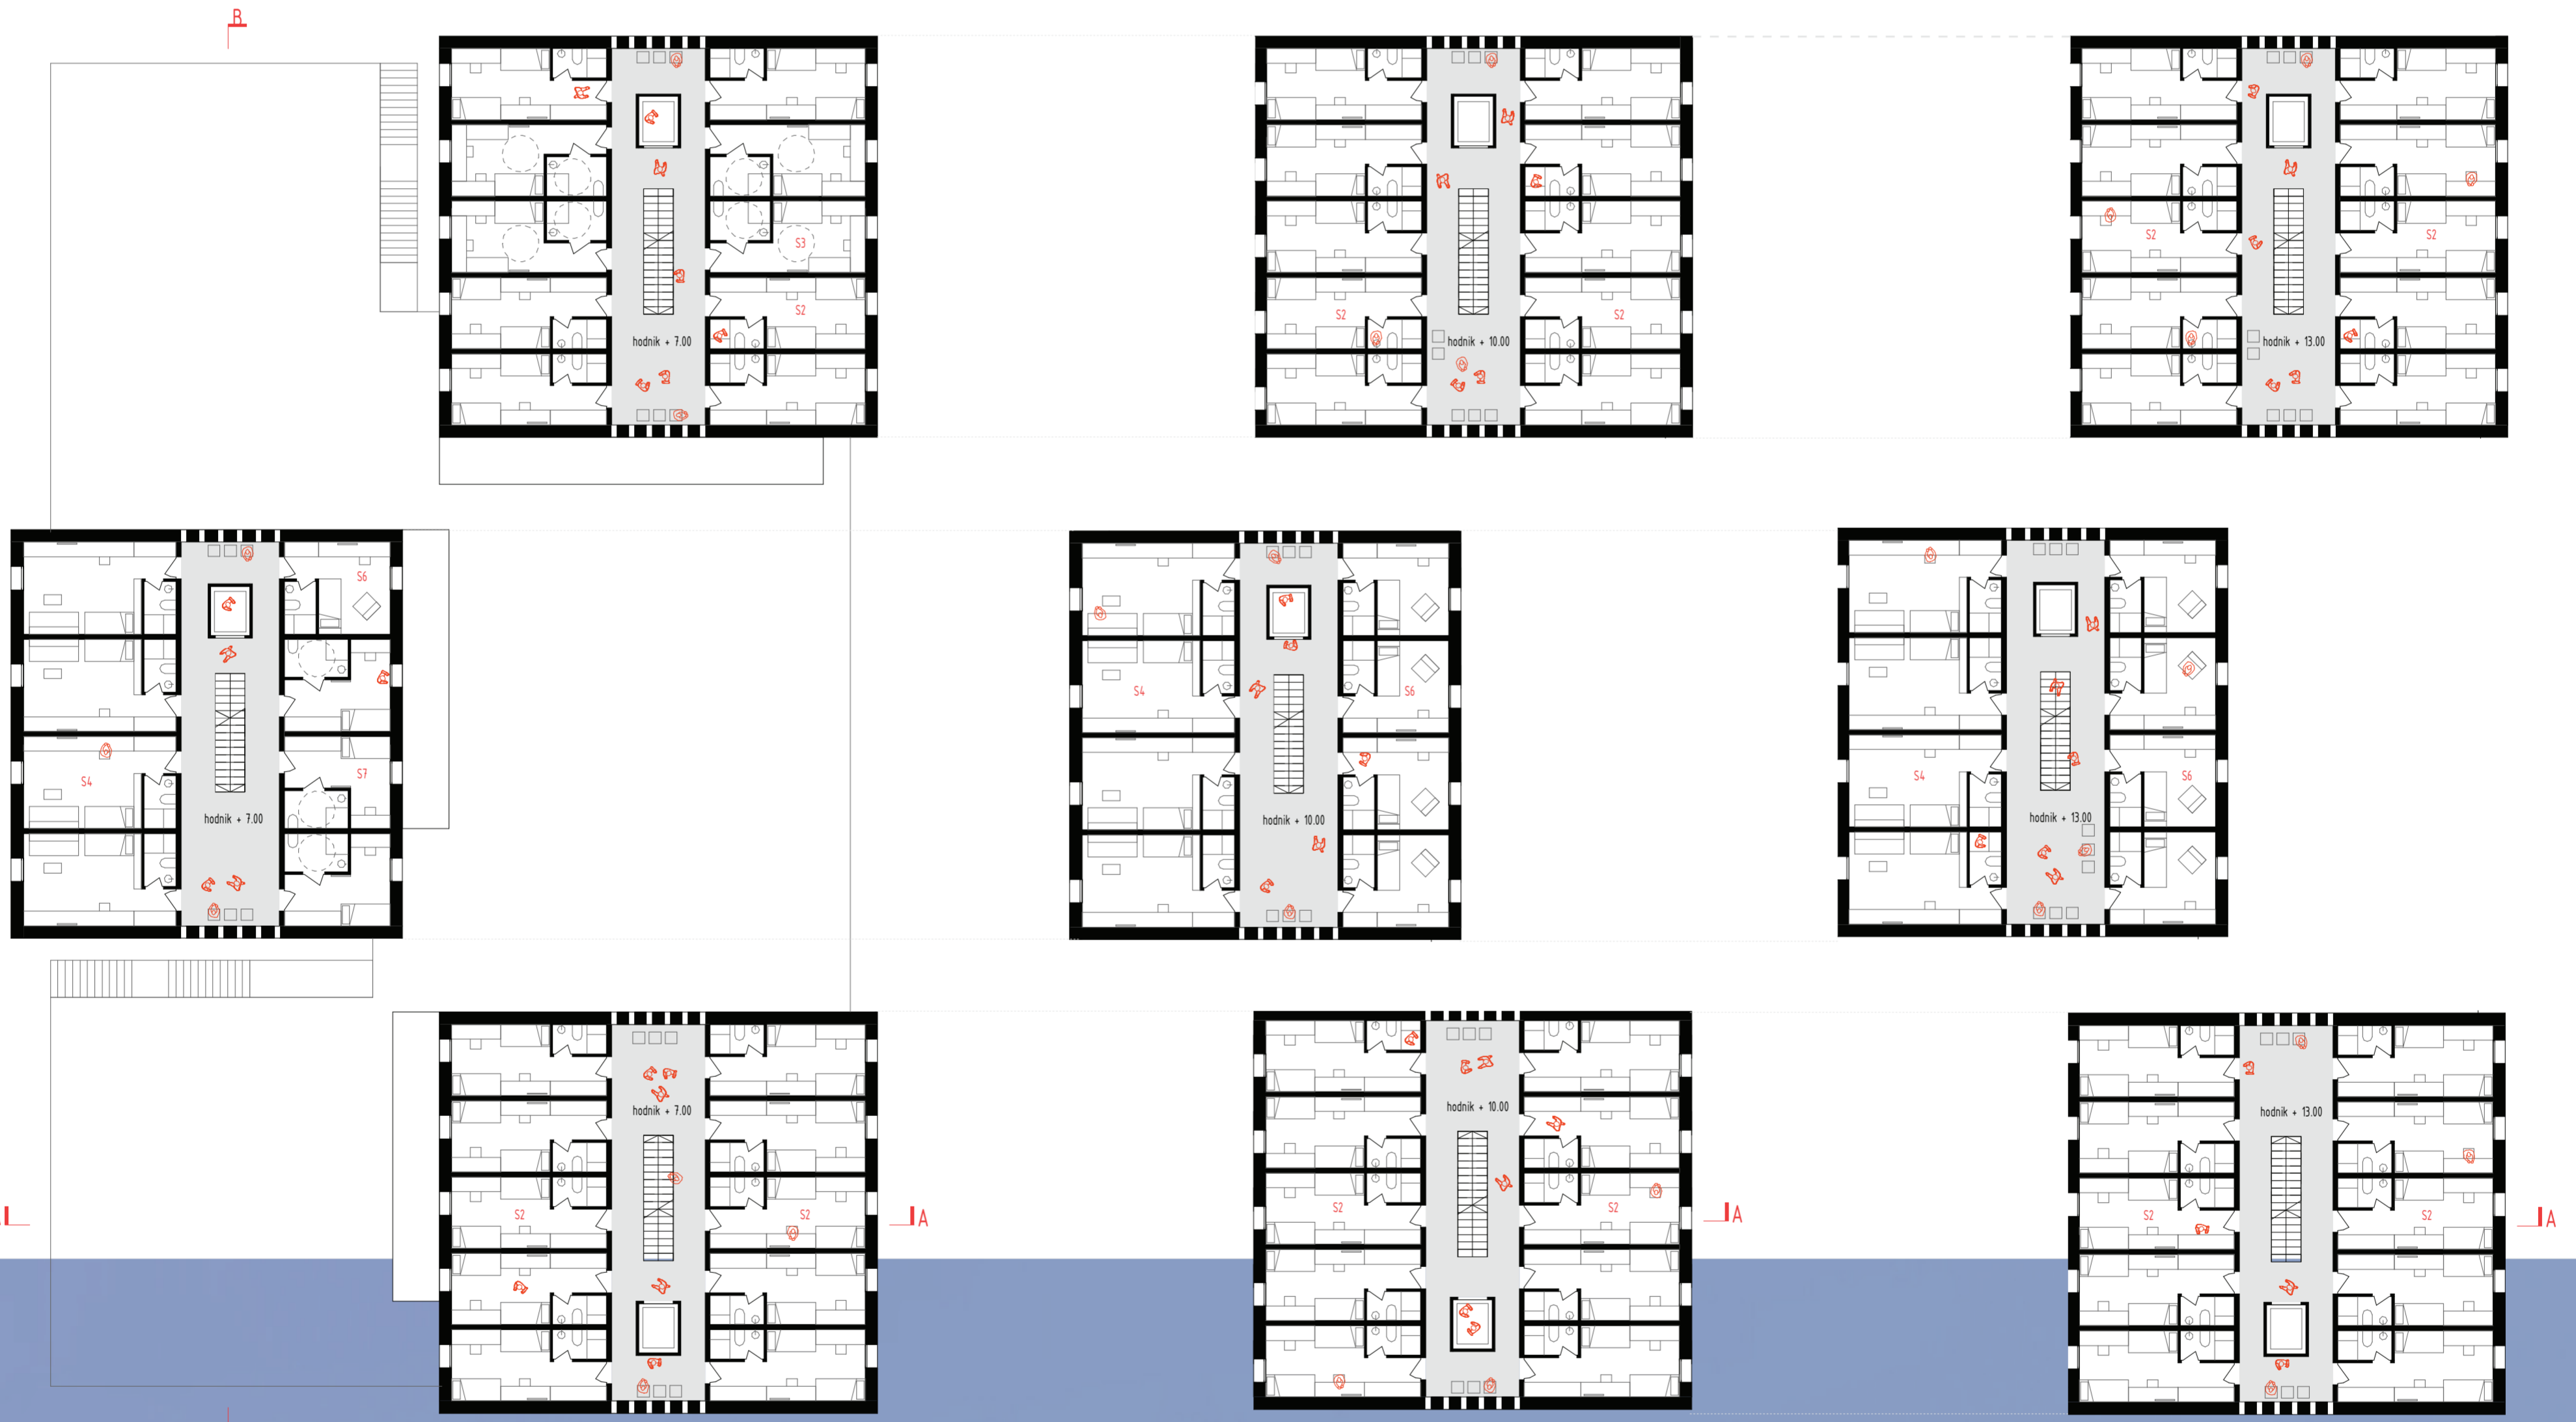 B
S3
S2
hodnik + 7.00
S2
S2
hodnik + 10.00
S2
S2
hodnik + 13.00
S6
S4
S7
hodnik + 7.00
S4
S6
hodnik + 10.00
S4
S6
hodnik + 13.00
hodnik + 7.00
S2
S2
A
hodnik + 10.00
S2
S2
A
hodnik + 13.00
S2
S2
A